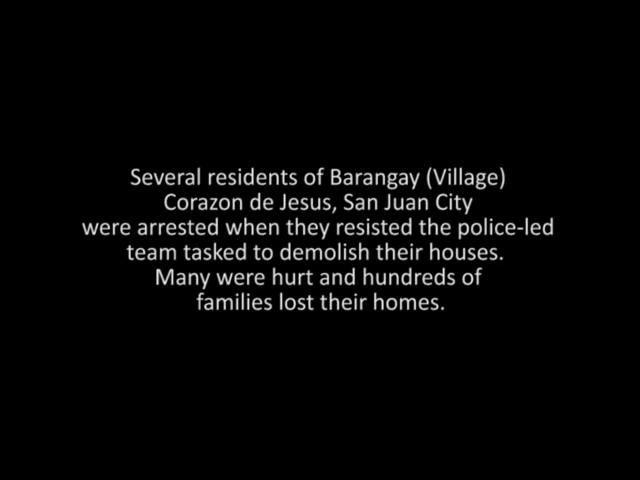 Several residents of Barangay (Village)
Corazon de Jesus, San Juan City
were arrested when they resisted the police-led
team tasked to demolish their houses.
Many were hurt and hundreds of
families lost their homes.